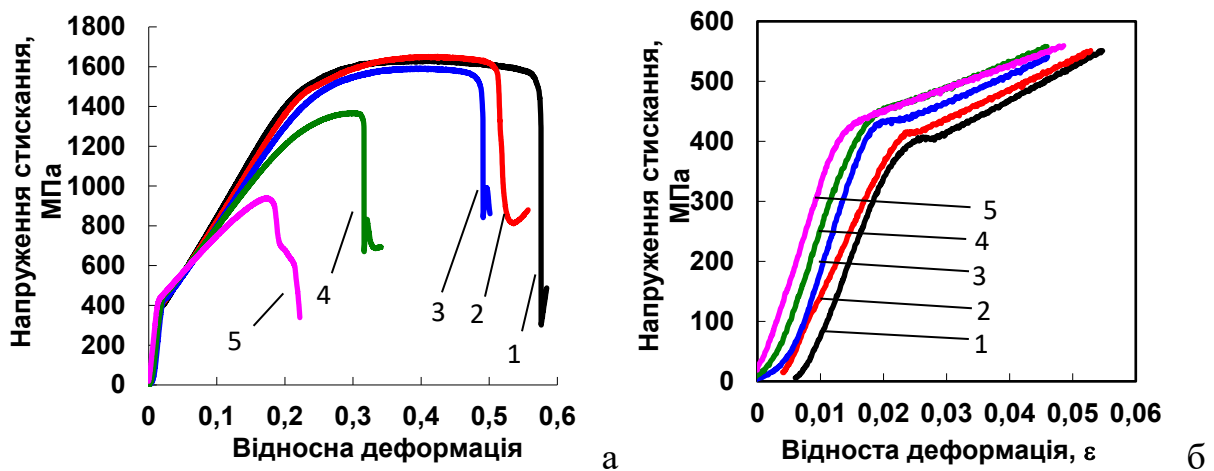 Напруження стискання,
МПа
1800
1600
1400
1200
1000
800
600
400
200
0
0 0,1 0,2 0,3 0,4 0,5 0,6
Відносна деформація
5
4
3
2
1
а
Напруження стискання,
МПа
600
500
400
300
200
100
0
0 0,01 0,02 0,03 0,04 0,05 0,06
Відноста деформація, ε
5
4
3
2
1
б